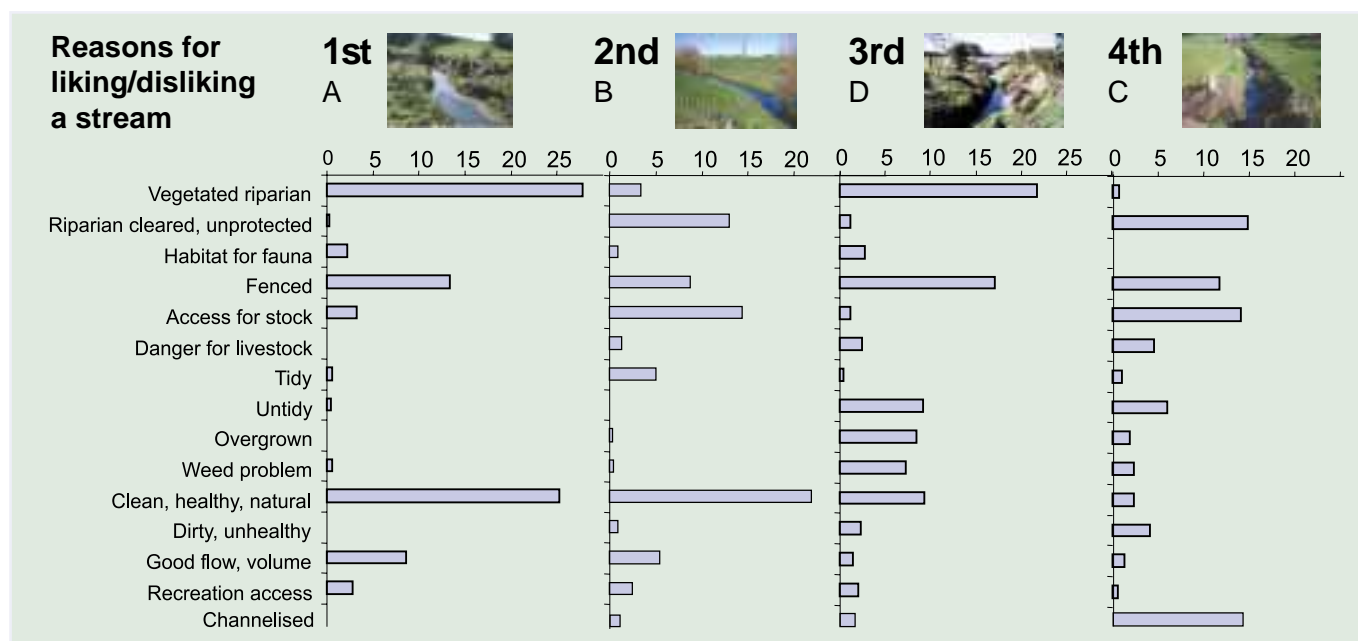 Reasons for
liking/disliking
a stream
1st
A
2nd
B
3rd
D
4th
C
0 5 10 15 20 25
0 5 10 15 20
0 5 10 15 20 25
0 5 10 15 20
Vegetated riparian
Riparian cleared, unprotected
Habitat for fauna
Fenced
Access for stock
Danger for livestock
Tidy
Untidy
Overgrown
Weed problem
Clean, healthy, natural
Dirty, unhealthy
Good flow, volume
Recreation access
Channelised